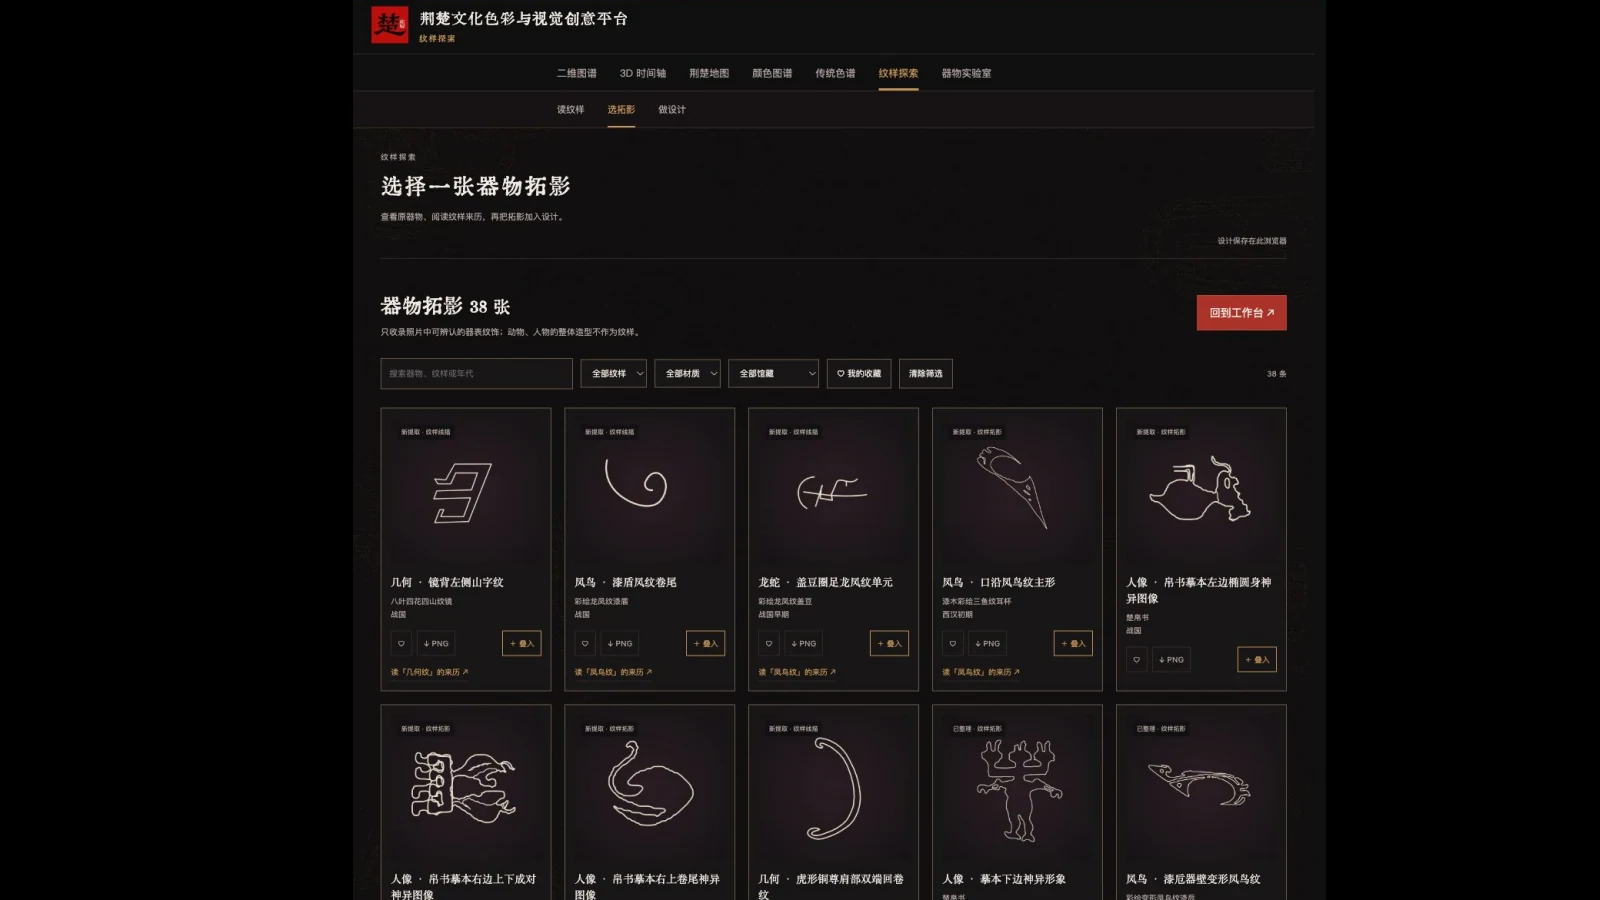 楚
荆楚文化色彩与视觉创意平台
纹样探索
二维图谱 3D 时间轴 荆楚地图 颜色图谱 传统色谱 纹样探索 器物实验室
读纹样 选拓影 做设计
纹样探索
选择一张器物拓影
查看原器物、阅读纹样来历，再把拓影加入设计。
设计保存在此浏览器
器物拓影 38 张
回到工作台 ↗
只收录照片中可辨认的器表纹饰；动物、人物的整体造型不作为纹样。
搜索器物、纹样或年代 全部纹样 全部材质 全部馆藏 ♡ 我的收藏 清除筛选 38 条
新提取 · 纹样线描
几何 · 镜背左侧山字纹
八叶四花四山纹镜
战国
♡ ↓ PNG + 叠入
读「几何纹」的来历 ↗
新提取 · 纹样线描
凤鸟 · 漆盾凤纹卷尾
彩绘龙凤纹漆盾
战国
♡ ↓ PNG + 叠入
读「凤鸟纹」的来历 ↗
新提取 · 纹样线描
龙蛇 · 盖豆圈足龙凤纹单元
彩绘龙凤纹盖豆
战国早期
♡ ↓ PNG + 叠入
读「凤鸟纹」的来历 ↗
新提取 · 纹样拓影
凤鸟 · 口沿凤鸟纹主形
漆木彩绘三鱼纹耳杯
西汉初期
♡ ↓ PNG + 叠入
读「凤鸟纹」的来历 ↗
新提取 · 纹样拓影
人像 · 帛书摹本左边椭圆身神
异图像
楚帛书
战国
♡ ↓ PNG + 叠入
新提取 · 纹样拓影
人像 · 帛书摹本右边上下成对
神异图像
新提取 · 纹样拓影
人像 · 帛书摹本右上卷尾神异
图像
新提取 · 纹样线描
几何 · 虎形铜尊肩部双端回卷
纹
已整理 · 纹样拓影
人像 · 摹本下边神异形象
楚帛书
已整理 · 纹样拓影
凤鸟 · 漆卮器壁变形凤鸟纹